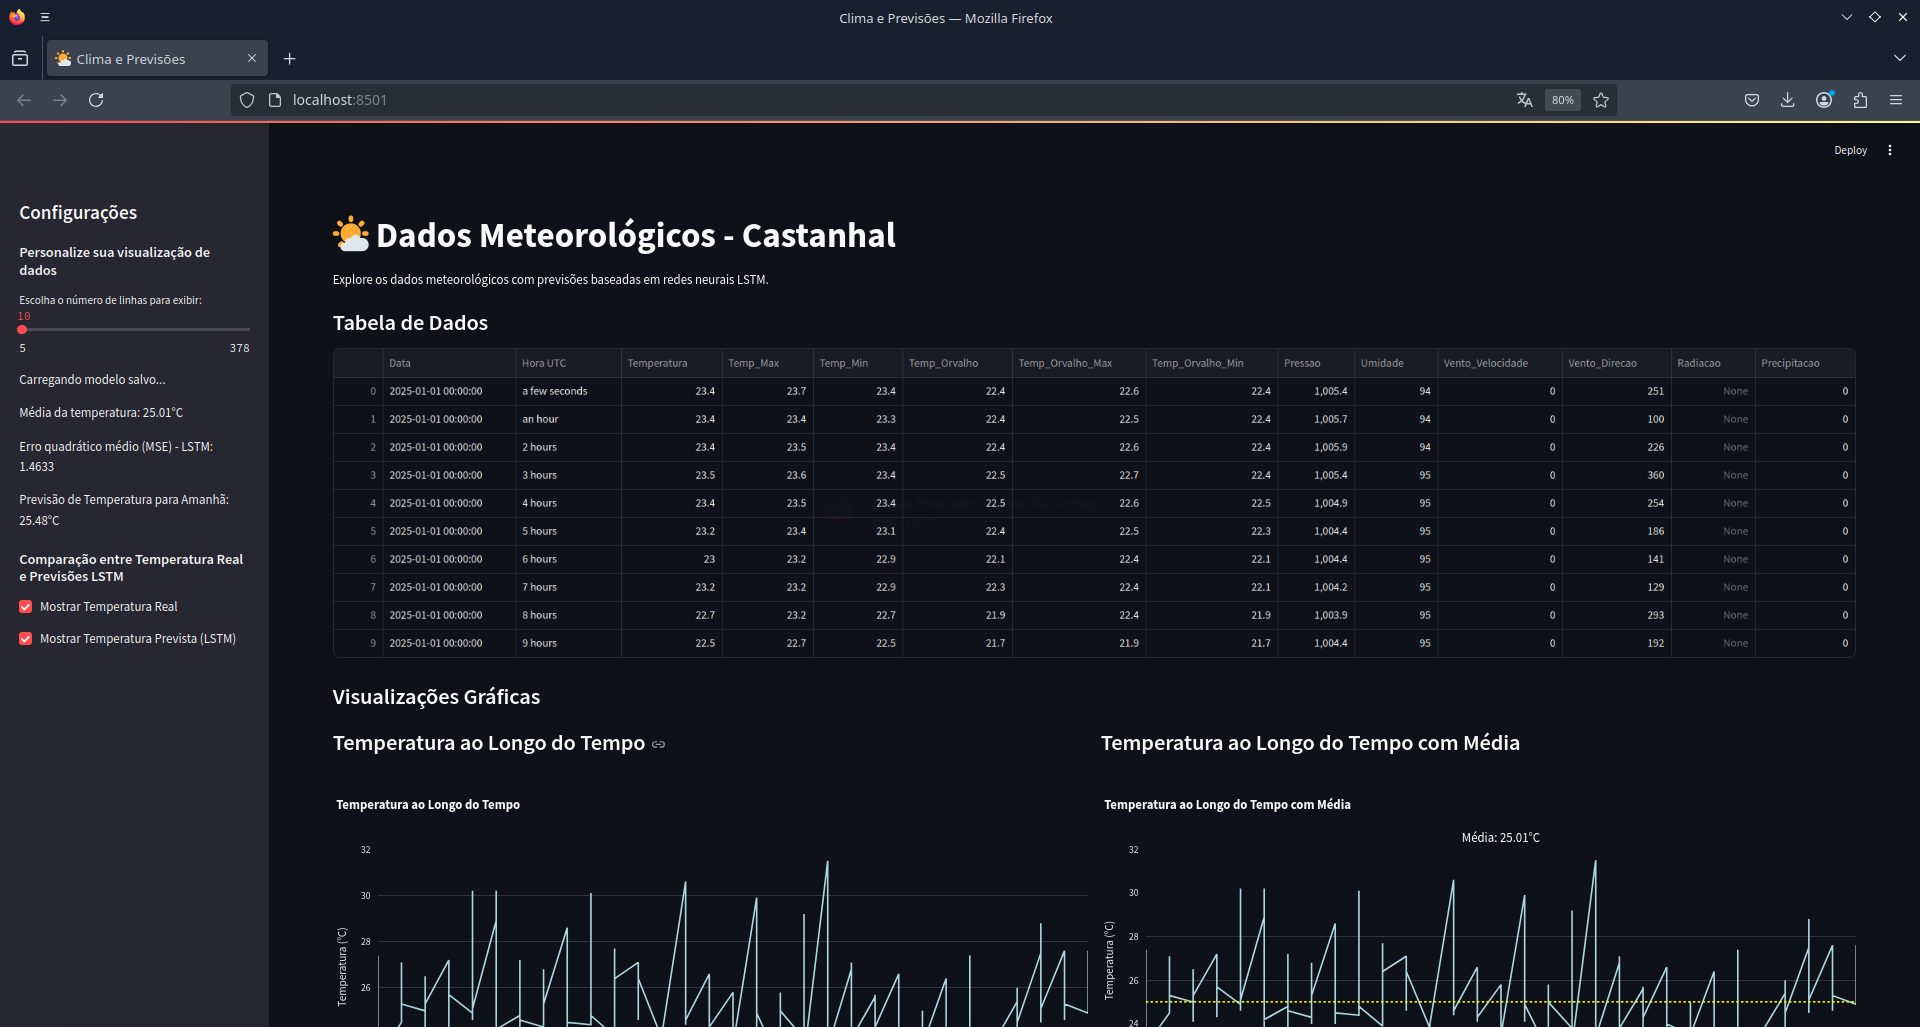 Clima e Previsões — Mozilla Firefox
Clima e Previsões
localhost:8501
80%
Deploy
Configurações
Personalize sua visualização de
dados
Escolha o número de linhas para exibir:
10
5 378
Carregando modelo salvo...
Média da temperatura: 25.01°C
Erro quadrático médio (MSE) - LSTM:
1.4633
Previsão de Temperatura para Amanhã:
25.48°C
Comparação entre Temperatura Real
e Previsões LSTM
Mostrar Temperatura Real
Mostrar Temperatura Prevista (LSTM)
Dados Meteorológicos - Castanhal
Explore os dados meteorológicos com previsões baseadas em redes neurais LSTM.
Tabela de Dados
Data Hora UTC Temperatura Temp_Max Temp_Min Temp_Orvalho Temp_Orvalho_Max Temp_Orvalho_Min Pressao Umidade Vento_Velocidade Vento_Direcao Radiacao Precipitacao
0 2025-01-01 00:00:00 a few seconds 23.4 23.7 23.4 22.4 22.6 22.4 1,005.4 94 0 251 None 0
1 2025-01-01 00:00:00 an hour 23.4 23.4 23.3 22.4 22.5 22.4 1,005.7 94 0 100 None 0
2 2025-01-01 00:00:00 2 hours 23.4 23.5 23.4 22.4 22.6 22.4 1,005.9 94 0 226 None 0
3 2025-01-01 00:00:00 3 hours 23.5 23.6 23.4 22.5 22.7 22.4 1,005.4 95 0 360 None 0
4 2025-01-01 00:00:00 4 hours 23.4 23.5 23.4 22.5 22.6 22.5 1,004.9 95 0 254 None 0
5 2025-01-01 00:00:00 5 hours 23.2 23.4 23.1 22.4 22.5 22.3 1,004.4 95 0 186 None 0
6 2025-01-01 00:00:00 6 hours 23 23.2 22.9 22.1 22.4 22.1 1,004.4 95 0 141 None 0
7 2025-01-01 00:00:00 7 hours 23.2 23.2 22.9 22.3 22.4 22.1 1,004.2 95 0 129 None 0
8 2025-01-01 00:00:00 8 hours 22.7 23.2 22.7 21.9 22.4 21.9 1,003.9 95 0 293 None 0
9 2025-01-01 00:00:00 9 hours 22.5 22.7 22.5 21.7 21.9 21.7 1,004.4 95 0 192 None 0
Visualizações Gráficas
Temperatura ao Longo do Tempo
Temperatura ao Longo do Tempo
32
30
28
26
Temperatura (°C)
Temperatura ao Longo do Tempo com Média
Temperatura ao Longo do Tempo com Média
Média: 25.01°C
32
30
28
26
24
Temperatura (°C)